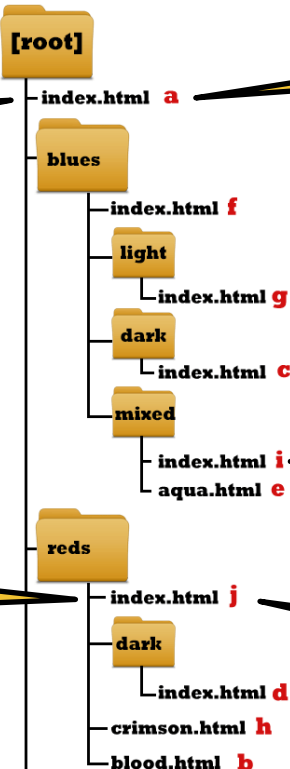 [root]
index.html a
blues
index.html f
light
index.html g
dark
index.html c
mixed
index.html i
aqua.html e
reds
index.html j
dark
index.html d
crimson.html h
blood.html b